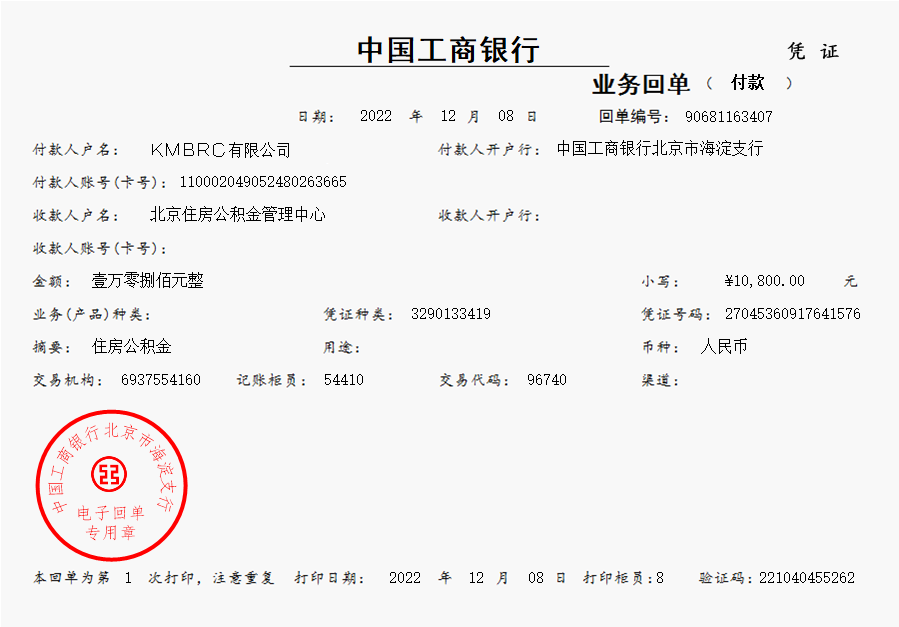 中国工商银行
凭 证
业务回单 ( 付款 )
日期: 2022 年 12 月 08 日 回单编号: 90681163407
付款人户名: KMBRC有限公司 付款人开户行: 中国工商银行北京市海淀支行
付款人账号(卡号): 110002049052480263665
收款人户名: 北京住房公积金管理中心 收款人开户行:
收款人账号(卡号):
金额: 壹万零捌佰元整 小写: ¥10,800.00 元
业务(产品)种类: 凭证种类: 3290133419 凭证号码: 27045360917641576
摘要: 住房公积金 用途: 币种: 人民币
交易机构: 6937554160 记账柜员: 54410 交易代码: 96740 渠道:
中国工商银行北京市海淀支行
电子回单
专用章
本回单为第 1 次打印, 注意重复 打印日期: 2022 年 12 月 08 日 打印柜员:8 验证码:221040455262